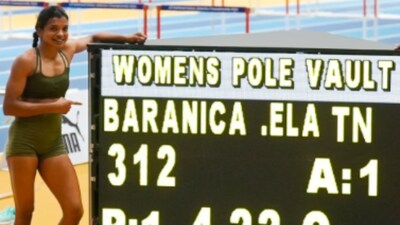 WOMENS POLE VAULT
BARANICA .ELA TN
312 A:1